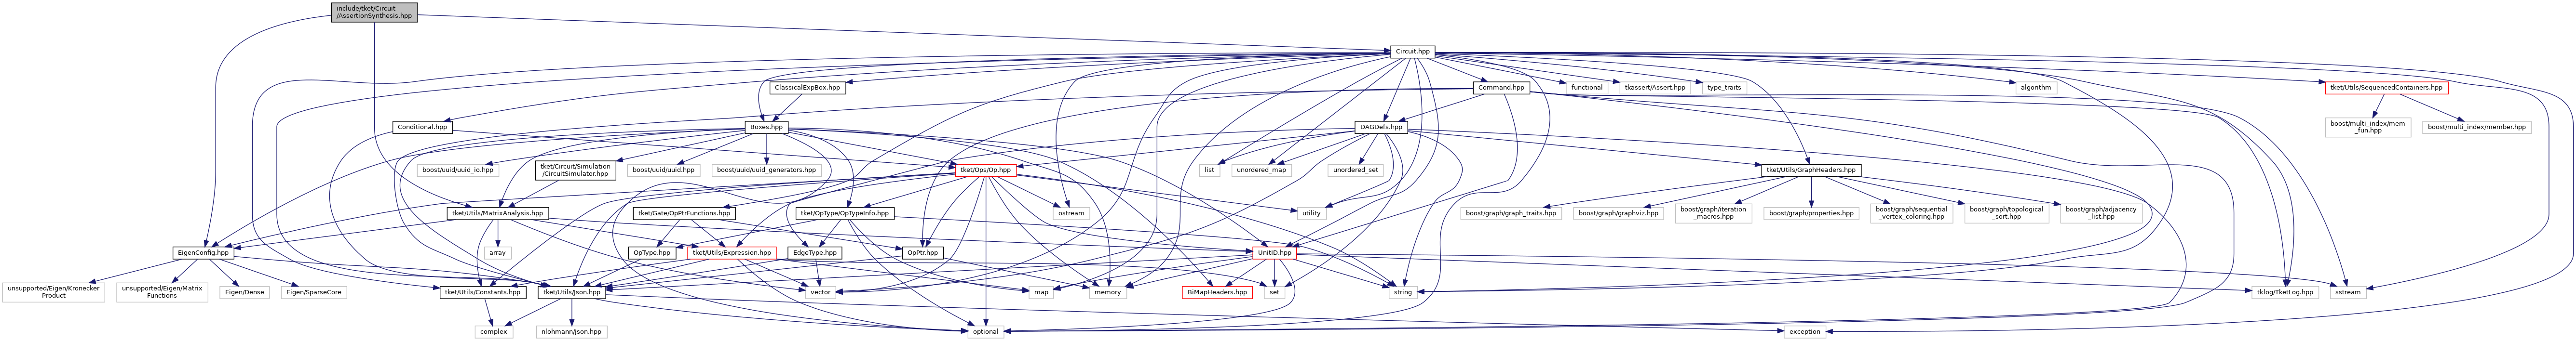 include/tket/Circuit
/AssertionSynthesis.hpp
Circuit.hpp
ClassicalExpBox.hpp
Command.hpp
functional
tkassert/Assert.hpp
type_traits
algorithm
tket/Utils/SequencedContainers.hpp
Conditional.hpp
Boxes.hpp
DAGDefs.hpp
boost/multi_index/mem
_fun.hpp
boost/multi_index/member.hpp
boost/uuid/uuid_io.hpp
tket/Circuit/Simulation
/CircuitSimulator.hpp
boost/uuid/uuid.hpp
boost/uuid/uuid_generators.hpp
tket/Ops/Op.hpp
list
unordered_map
unordered_set
tket/Utils/GraphHeaders.hpp
tket/Utils/MatrixAnalysis.hpp
tket/Gate/OpPtrFunctions.hpp
tket/OpType/OpTypeInfo.hpp
ostream
utility
boost/graph/graph_traits.hpp
boost/graph/graphviz.hpp
boost/graph/iteration
_macros.hpp
boost/graph/properties.hpp
boost/graph/sequential
_vertex_coloring.hpp
boost/graph/topological
_sort.hpp
boost/graph/adjacency
_list.hpp
EigenConfig.hpp
array
OpType.hpp
tket/Utils/Expression.hpp
EdgeType.hpp
OpPtr.hpp
UnitID.hpp
unsupported/Eigen/Kronecker
Product
unsupported/Eigen/Matrix
Functions
Eigen/Dense
Eigen/SparseCore
tket/Utils/Constants.hpp
tket/Utils/Json.hpp
vector
map
memory
BiMapHeaders.hpp
set
string
tklog/TketLog.hpp
sstream
complex
nlohmann/json.hpp
optional
exception